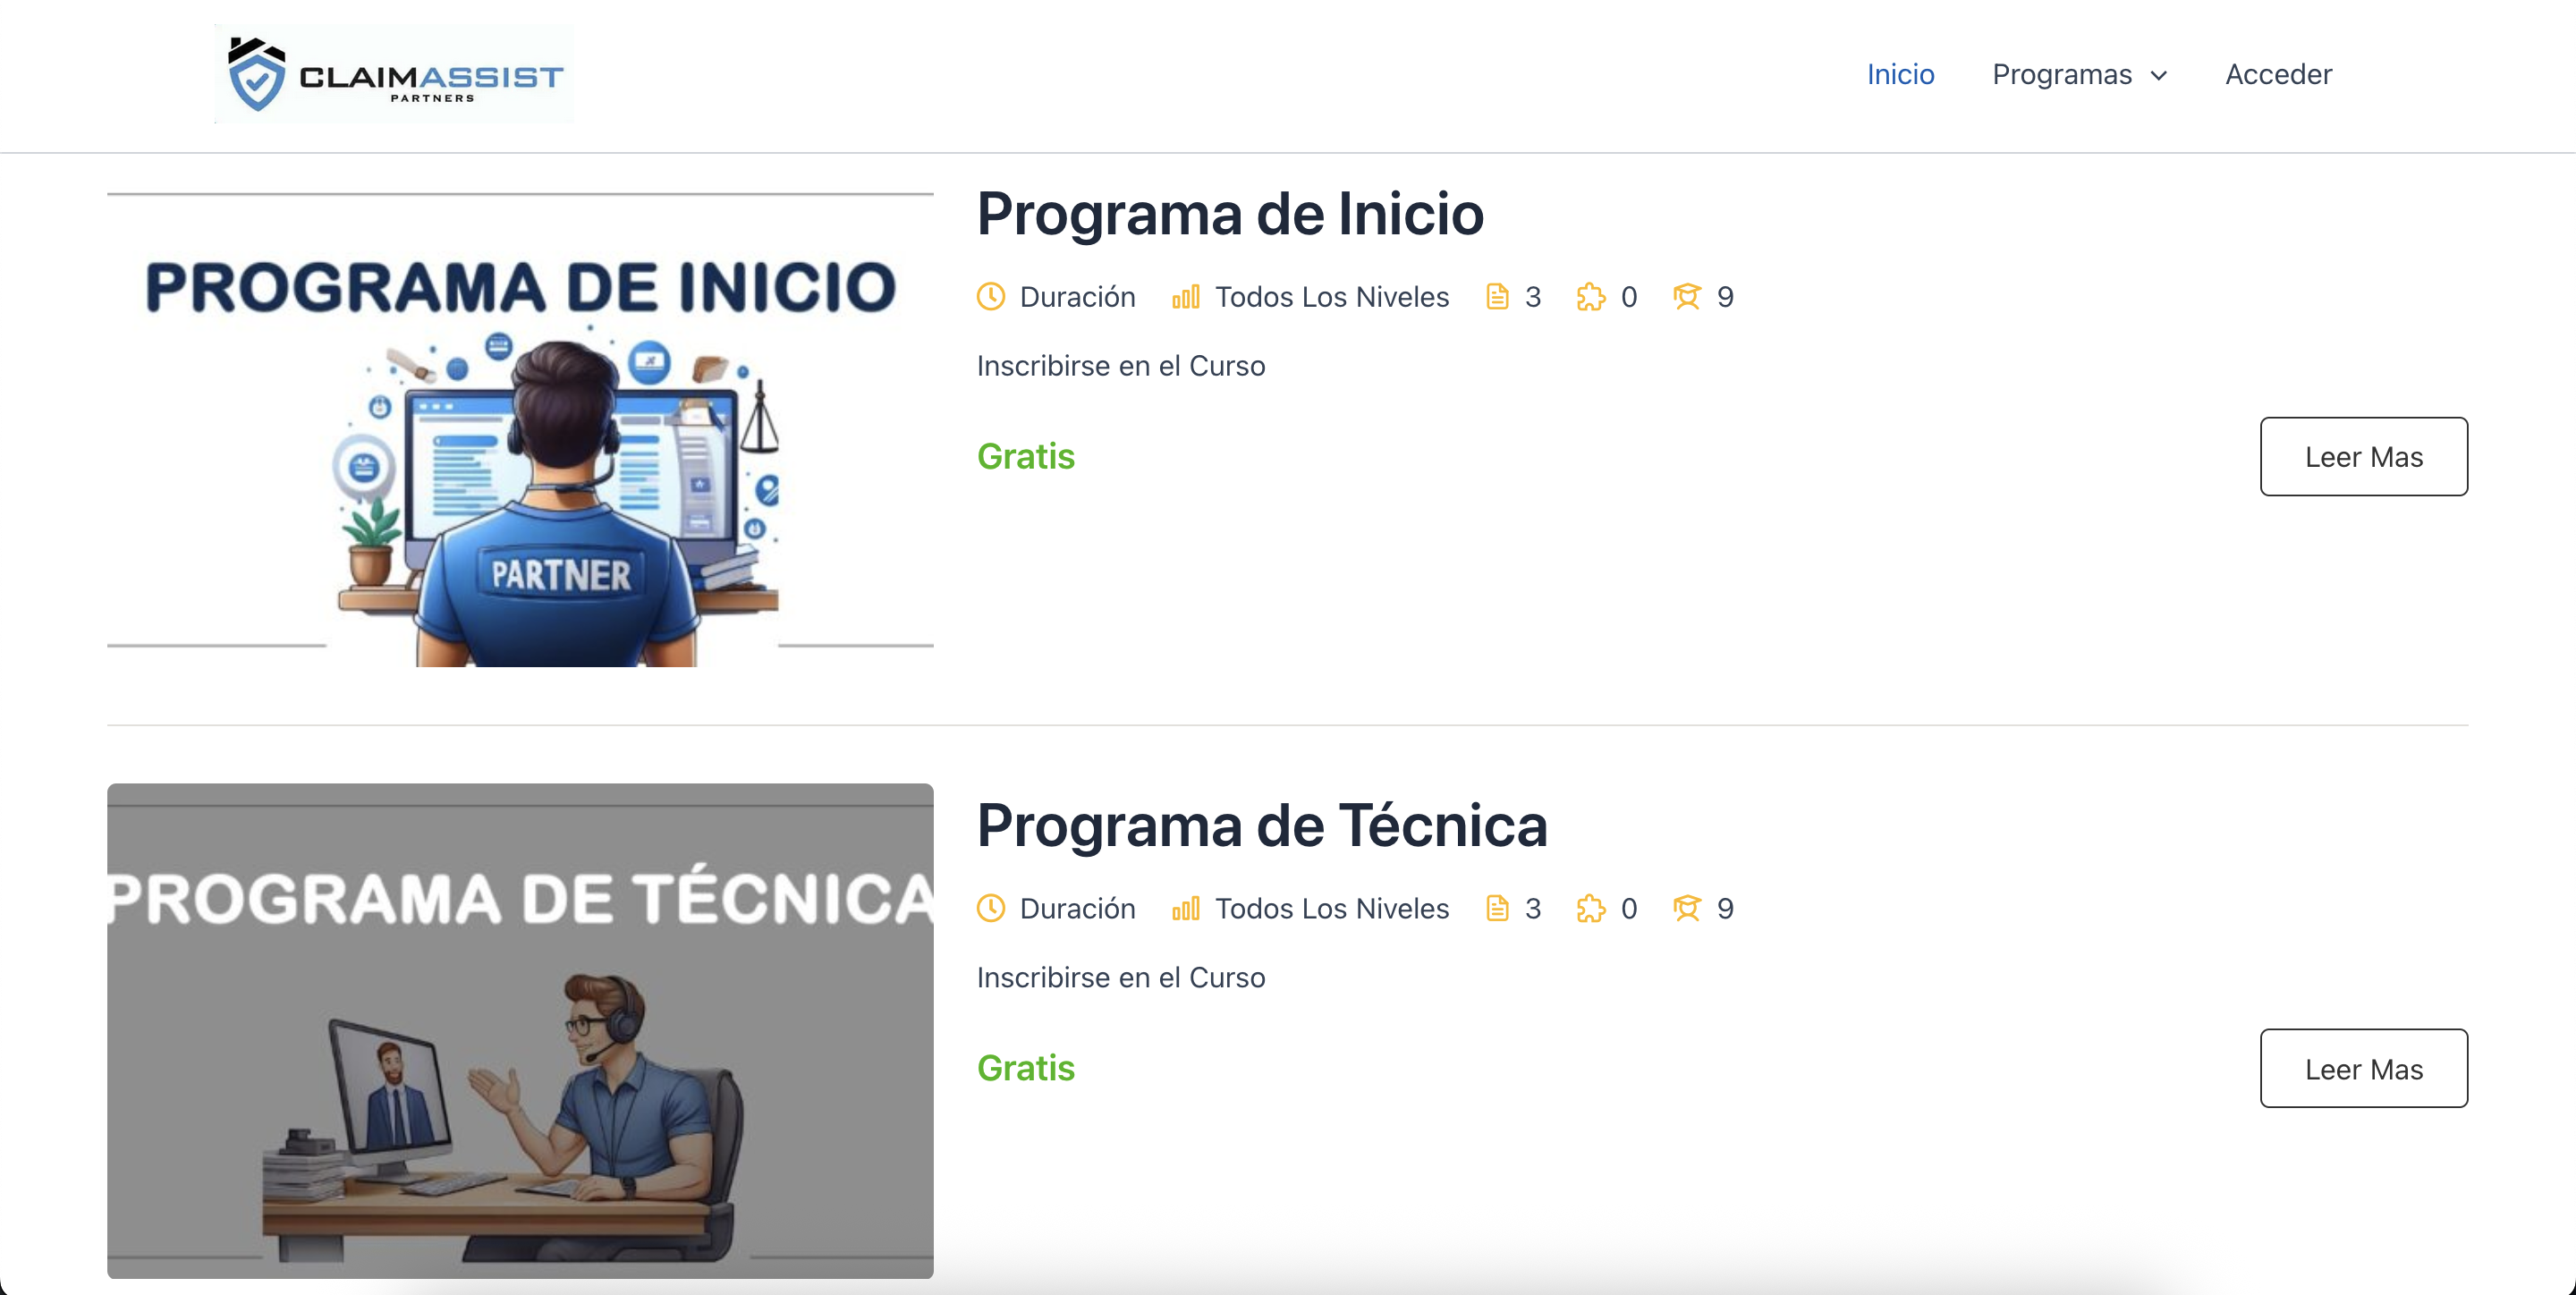 CLAIMASSIST
PARTNERS
Inicio
Programas
Acceder
PROGRAMA DE INICIO
PARTNER
Programa de Inicio
Duración
Todos Los Niveles
3
0
9
Inscribirse en el Curso
Gratis
Leer Mas
PROGRAMA DE TÉCNICA
Programa de Técnica
Duración
Todos Los Niveles
3
0
9
Inscribirse en el Curso
Gratis
Leer Mas